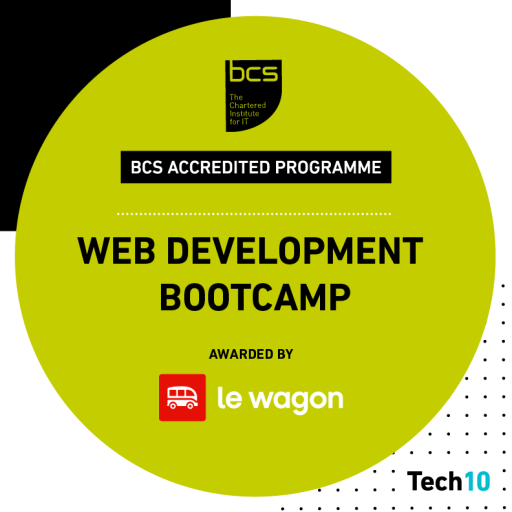 bcs
The
Chartered
Institute
for IT
BCS ACCREDITED PROGRAMME
WEB DEVELOPMENT
BOOTCAMP
AWARDED BY
le wagon
Tech10